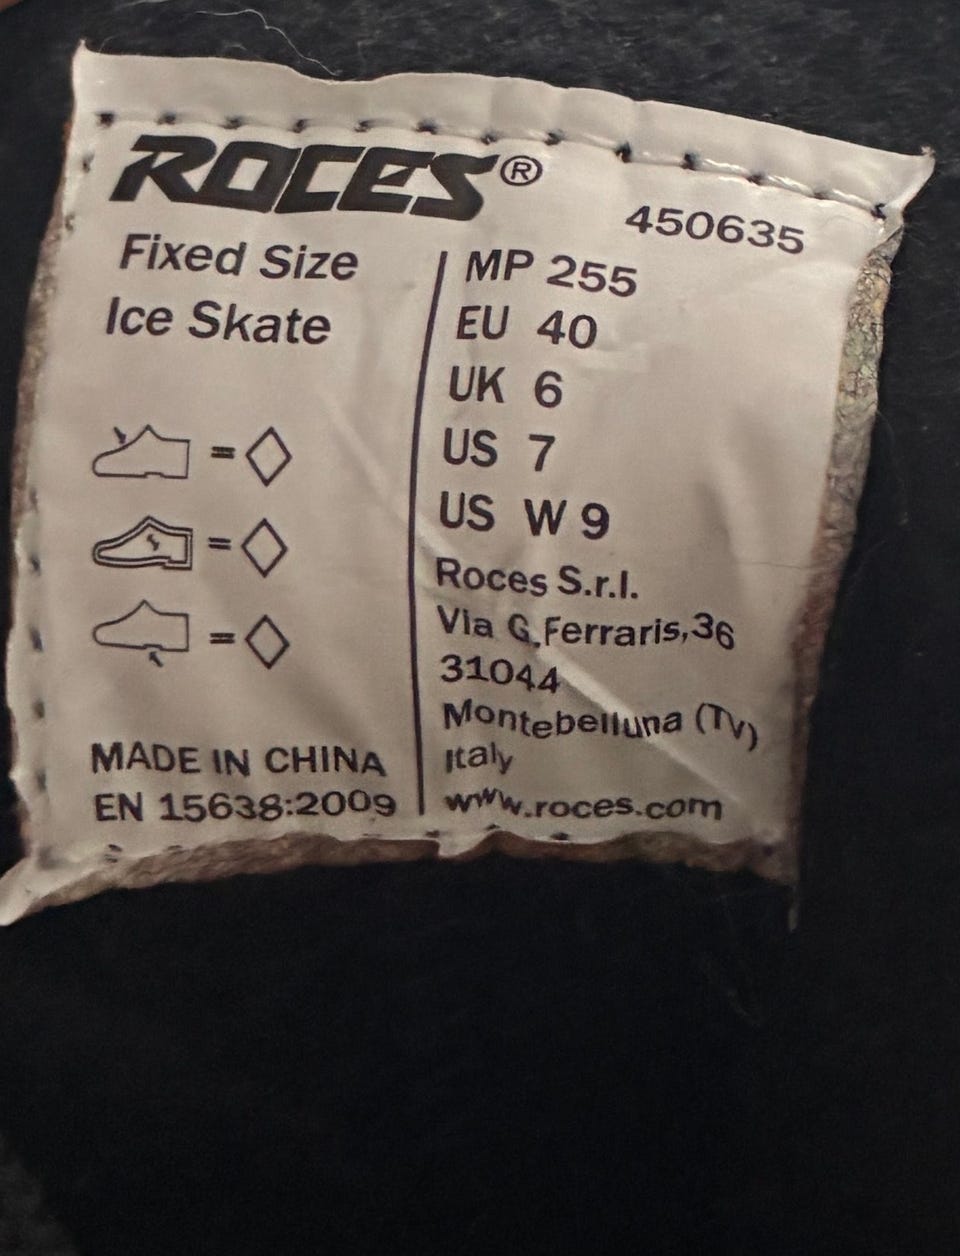 ROCES®
450635
Fixed Size
Ice Skate
=
=
=
MADE IN CHINA
EN 15638:2009
MP 255
EU 40
UK 6
US 7
US W 9
Roces S.r.l.
Via G.Ferraris,36
31044
Montebelluna (TV)
Italy
www.roces.com